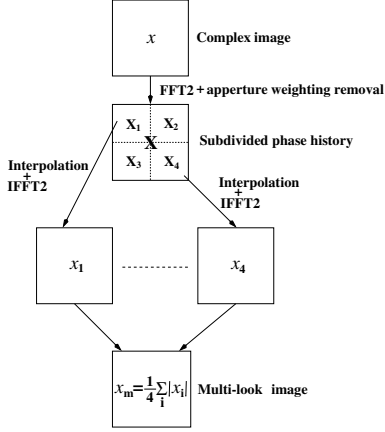 x
Complex image
FFT2 + apperture weighting removal
X₁ X₂
X
X₃ X₄
Subdivided phase history
Interpolation
+
IFFT2
Interpolation
+
IFFT2
x₁
x₄
xₘ=1/4 Σᵢ |xᵢ|
Multi-look image